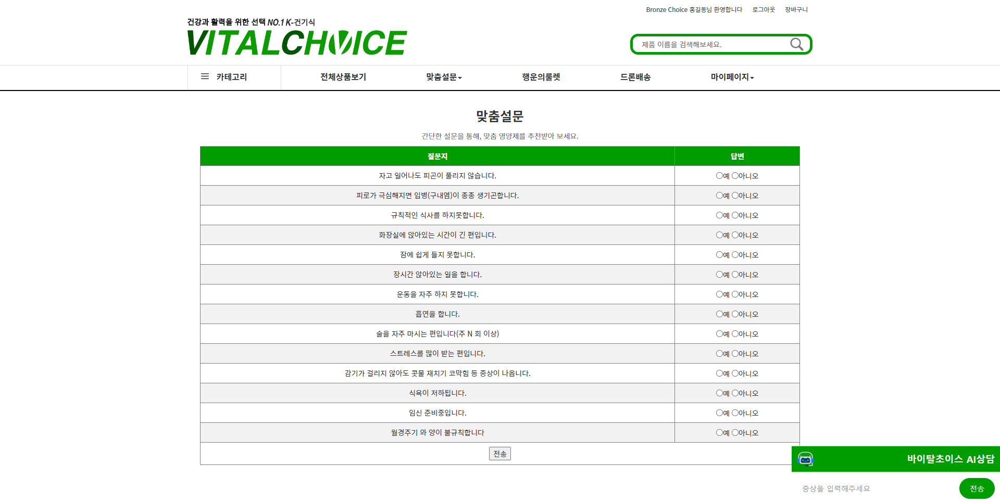 Bronze Choice 홍길동님 환영합니다 로그아웃 장바구니
건강과 활력을 위한 선택 NO.1 K-건기식
VITALCHOICE
제품 이름을 검색해보세요.
카테고리 전체상품보기 맞춤설문 행운의룰렛 드론배송 마이페이지
맞춤설문
간단한 설문을 통해, 맞춤 영양제를 추천받아 보세요.
질문지 답변
자고 일어나도 피곤이 풀리지 않습니다. 예 아니오
피로가 극심해지면 입병(구내염)이 종종 생기곤합니다. 예 아니오
규칙적인 식사를 하지못합니다. 예 아니오
화장실에 앉아있는 시간이 긴 편입니다. 예 아니오
잠에 쉽게 들지 못합니다. 예 아니오
장시간 앉아있는 일을 합니다. 예 아니오
운동을 자주 하지 못합니다. 예 아니오
흡연을 합니다. 예 아니오
술을 자주 마시는 편입니다(주 N 회 이상) 예 아니오
스트레스를 많이 받는 편입니다. 예 아니오
감기가 걸리지 않아도 콧물 재치기 코막힘 등 증상이 나옵니다. 예 아니오
식욕이 저하됩니다. 예 아니오
임신 준비중입니다. 예 아니오
월경주기 와 양이 불규칙합니다 예 아니오
전송
바이탈초이스 AI상담
증상을 입력해주세요 전송